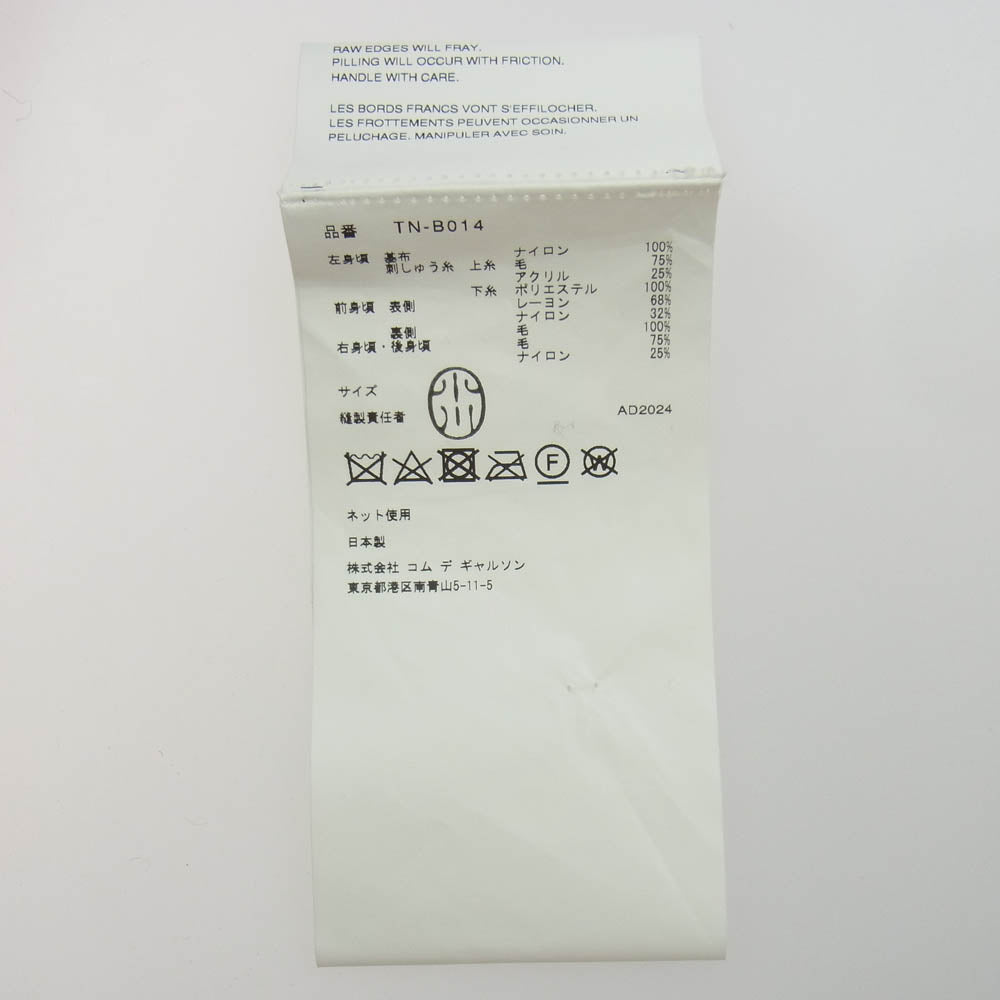 RAW EDGES WILL FRAY.
PILLING WILL OCCUR WITH FRICTION.
HANDLE WITH CARE.
LES BORDS FRANCS VONT S'EFFILOCHER.
LES FROTTEMENTS PEUVENT OCCASIONNER UN
PELUCHAGE. MANIPULER AVEC SOIN.
品番 TN-B014
左身頃 基布 ナイロン 100%
刺しゅう糸 上糸 毛 75%
アクリル 25%
下糸 ポリエステル 100%
前身頃 表側 レーヨン 68%
ナイロン 32%
裏側 毛 100%
右身頃・後身頃 毛 75%
ナイロン 25%
サイズ
縫製責任者 AD2024
F W
ネット使用
日本製
株式会社 コム デ ギャルソン
東京都港区南青山5-11-5